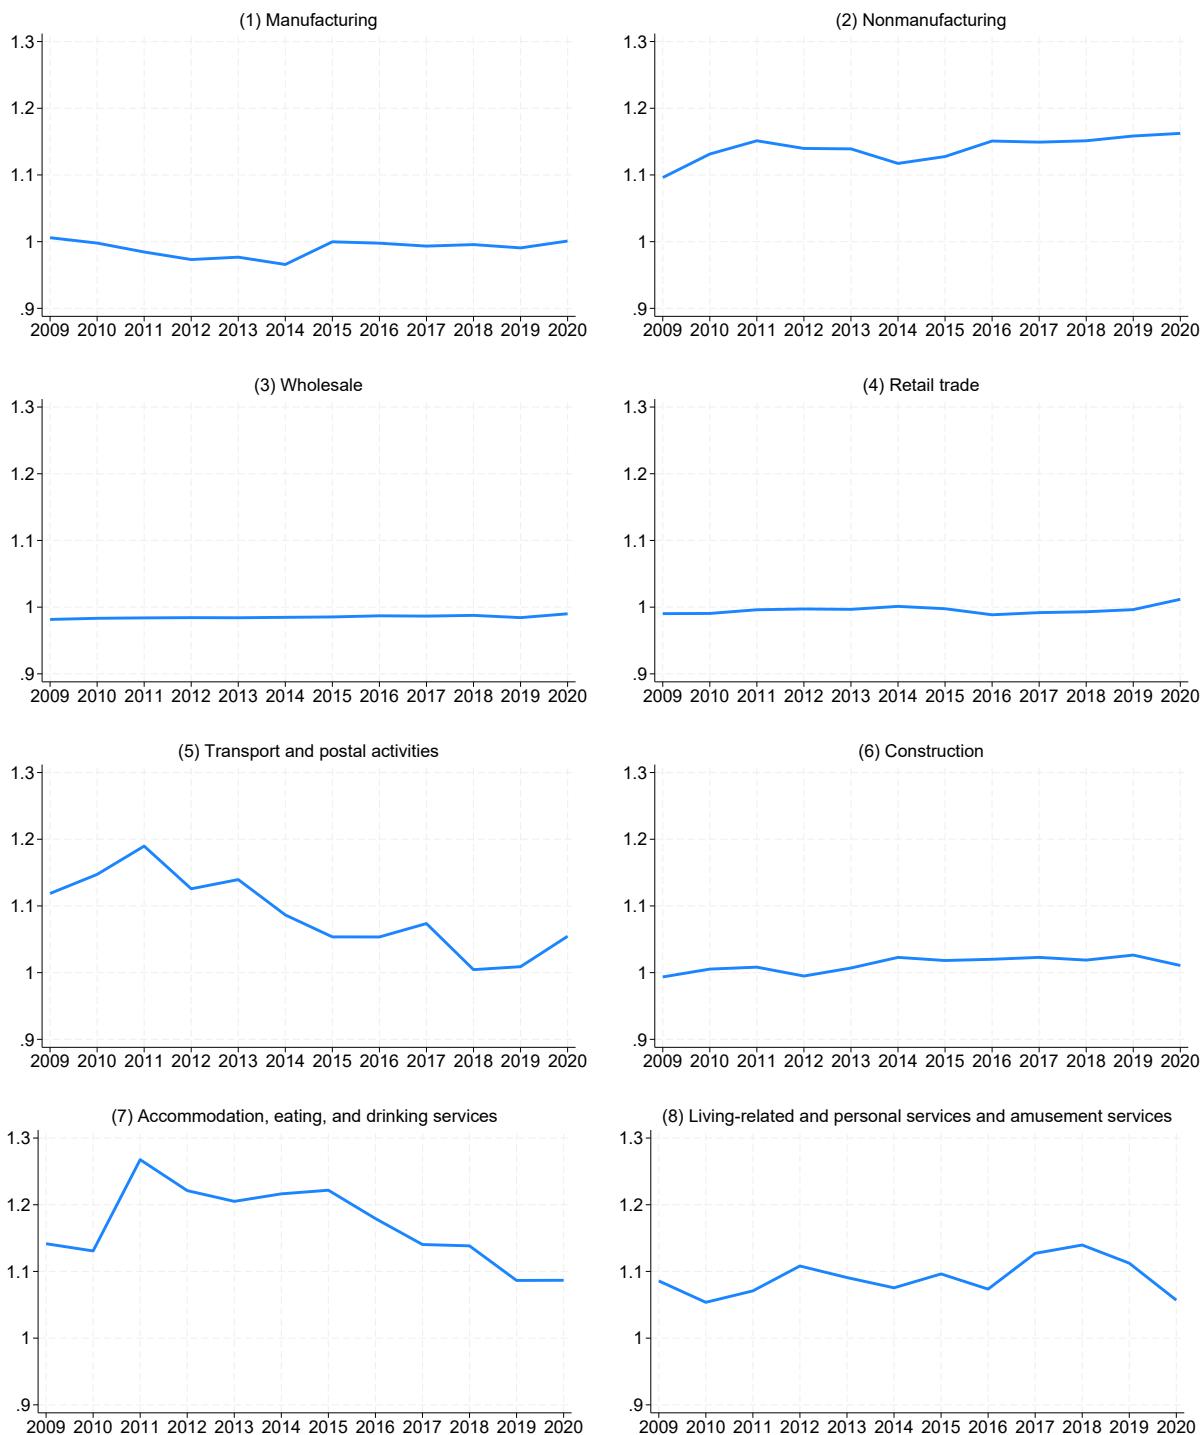 (1) Manufacturing
1.3
1.2
1.1
1
.9
2009 2010 2011 2012 2013 2014 2015 2016 2017 2018 2019 2020
(2) Nonmanufacturing
1.3
1.2
1.1
1
.9
2009 2010 2011 2012 2013 2014 2015 2016 2017 2018 2019 2020
(3) Wholesale
1.3
1.2
1.1
1
.9
2009 2010 2011 2012 2013 2014 2015 2016 2017 2018 2019 2020
(4) Retail trade
1.3
1.2
1.1
1
.9
2009 2010 2011 2012 2013 2014 2015 2016 2017 2018 2019 2020
(5) Transport and postal activities
1.3
1.2
1.1
1
.9
2009 2010 2011 2012 2013 2014 2015 2016 2017 2018 2019 2020
(6) Construction
1.3
1.2
1.1
1
.9
2009 2010 2011 2012 2013 2014 2015 2016 2017 2018 2019 2020
(7) Accommodation, eating, and drinking services
1.3
1.2
1.1
1
.9
2009 2010 2011 2012 2013 2014 2015 2016 2017 2018 2019 2020
(8) Living-related and personal services and amusement services
1.3
1.2
1.1
1
.9
2009 2010 2011 2012 2013 2014 2015 2016 2017 2018 2019 2020